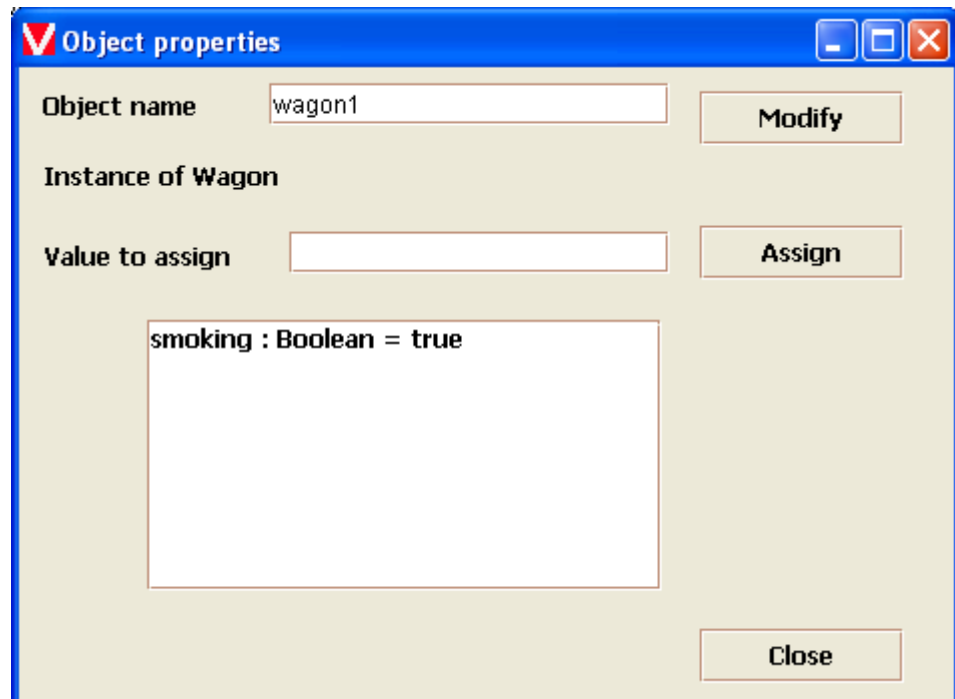 Object properties
Object name wagon1 Modify
Instance of Wagon
Value to assign Assign
smoking : Boolean = true
Close